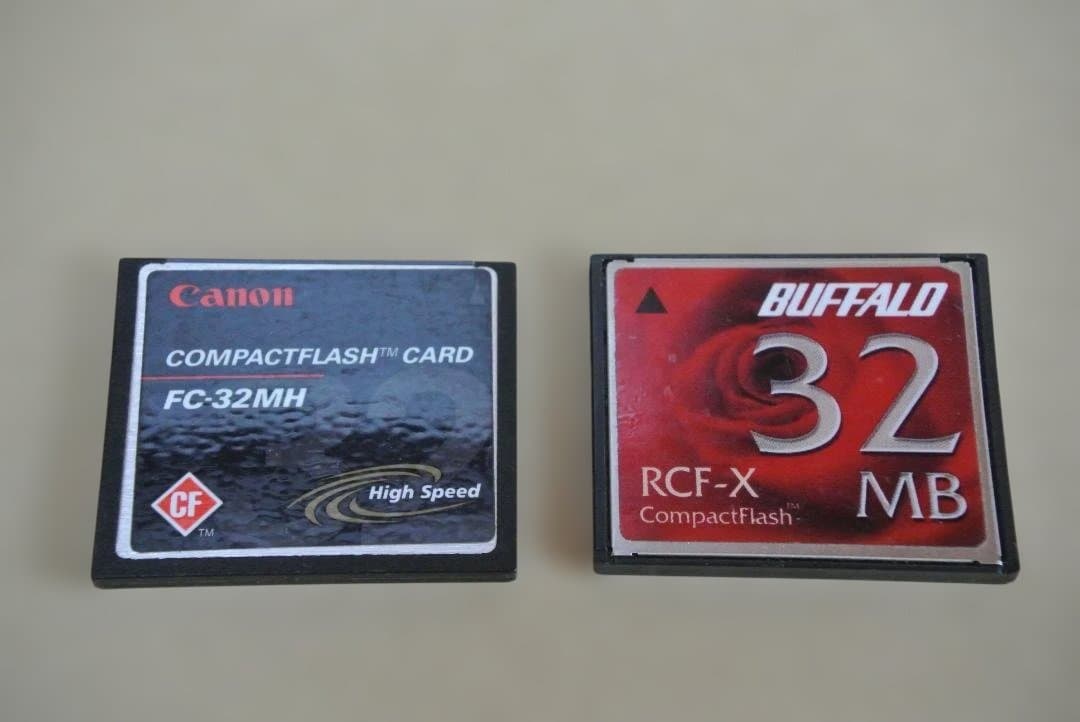 Canon
COMPACTFLASH™ CARD
FC-32MH
CF
TM
High Speed
BUFFALO
32
MB
RCF-X
CompactFlash™